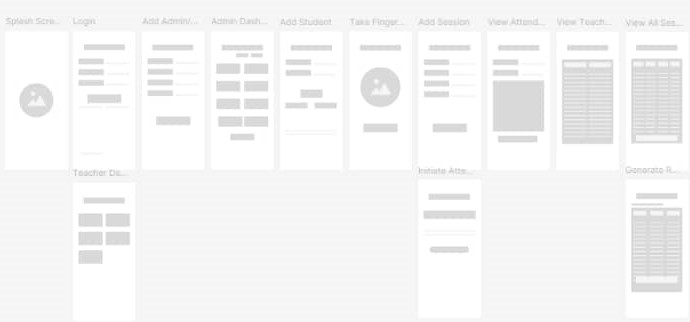 Splash Scre...
Login
Add Admin/...
Admin Dash...
Add Student
Take Finger...
Add Session
View Attend...
View Teach...
View All Ses...
Teacher Da...
Initiate Atte...
Generate R...